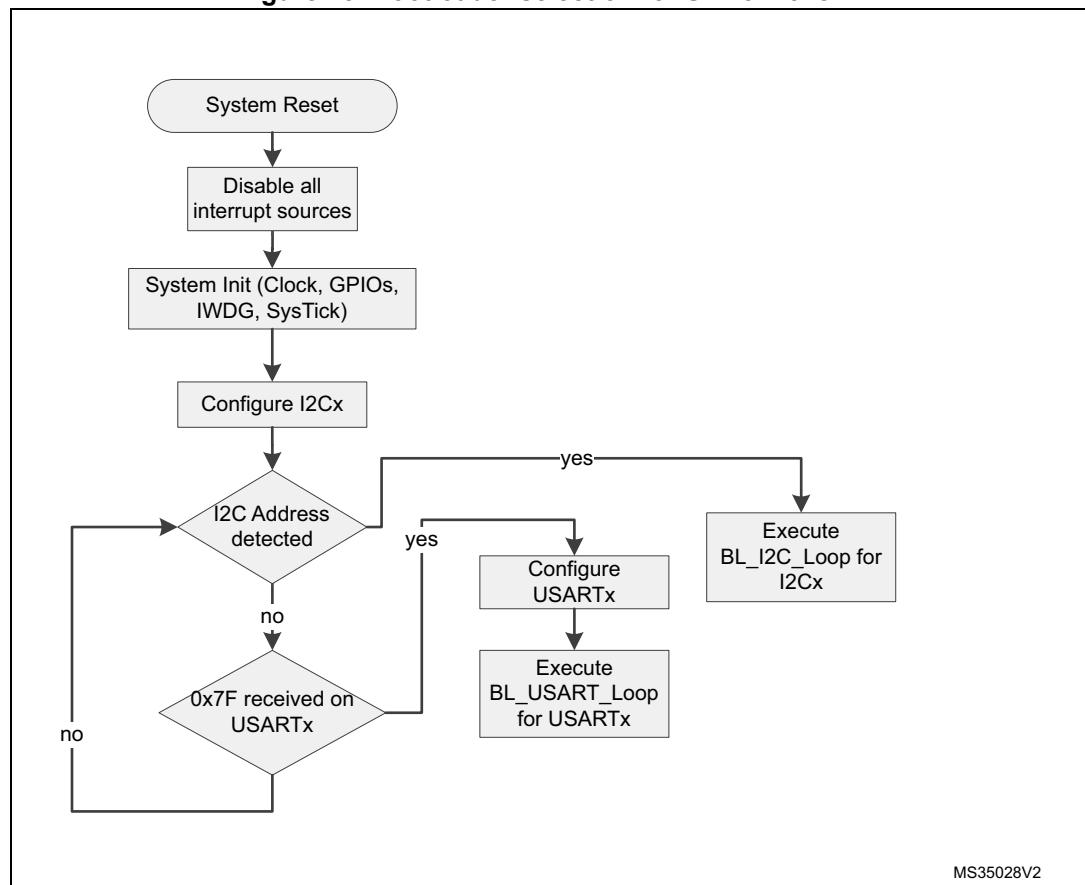 System Reset
Disable all
interrupt sources
System Init (Clock, GPIOs,
IWDG, SysTick)
Configure I2Cx
yes
I2C Address
detected
Execute
BL_I2C_Loop for
I2Cx
yes
Configure
USARTx
no
Execute
BL_USART_Loop
for USARTx
0x7F received on
USARTx
no
MS35028V2